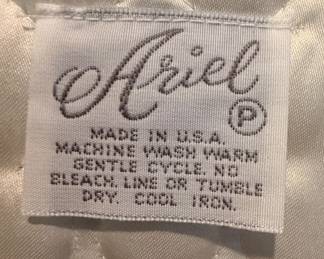 Ariel
P
MADE IN U.S.A.
MACHINE WASH WARM
GENTLE CYCLE. NO
BLEACH. LINE OR TUMBLE
DRY. COOL IRON.